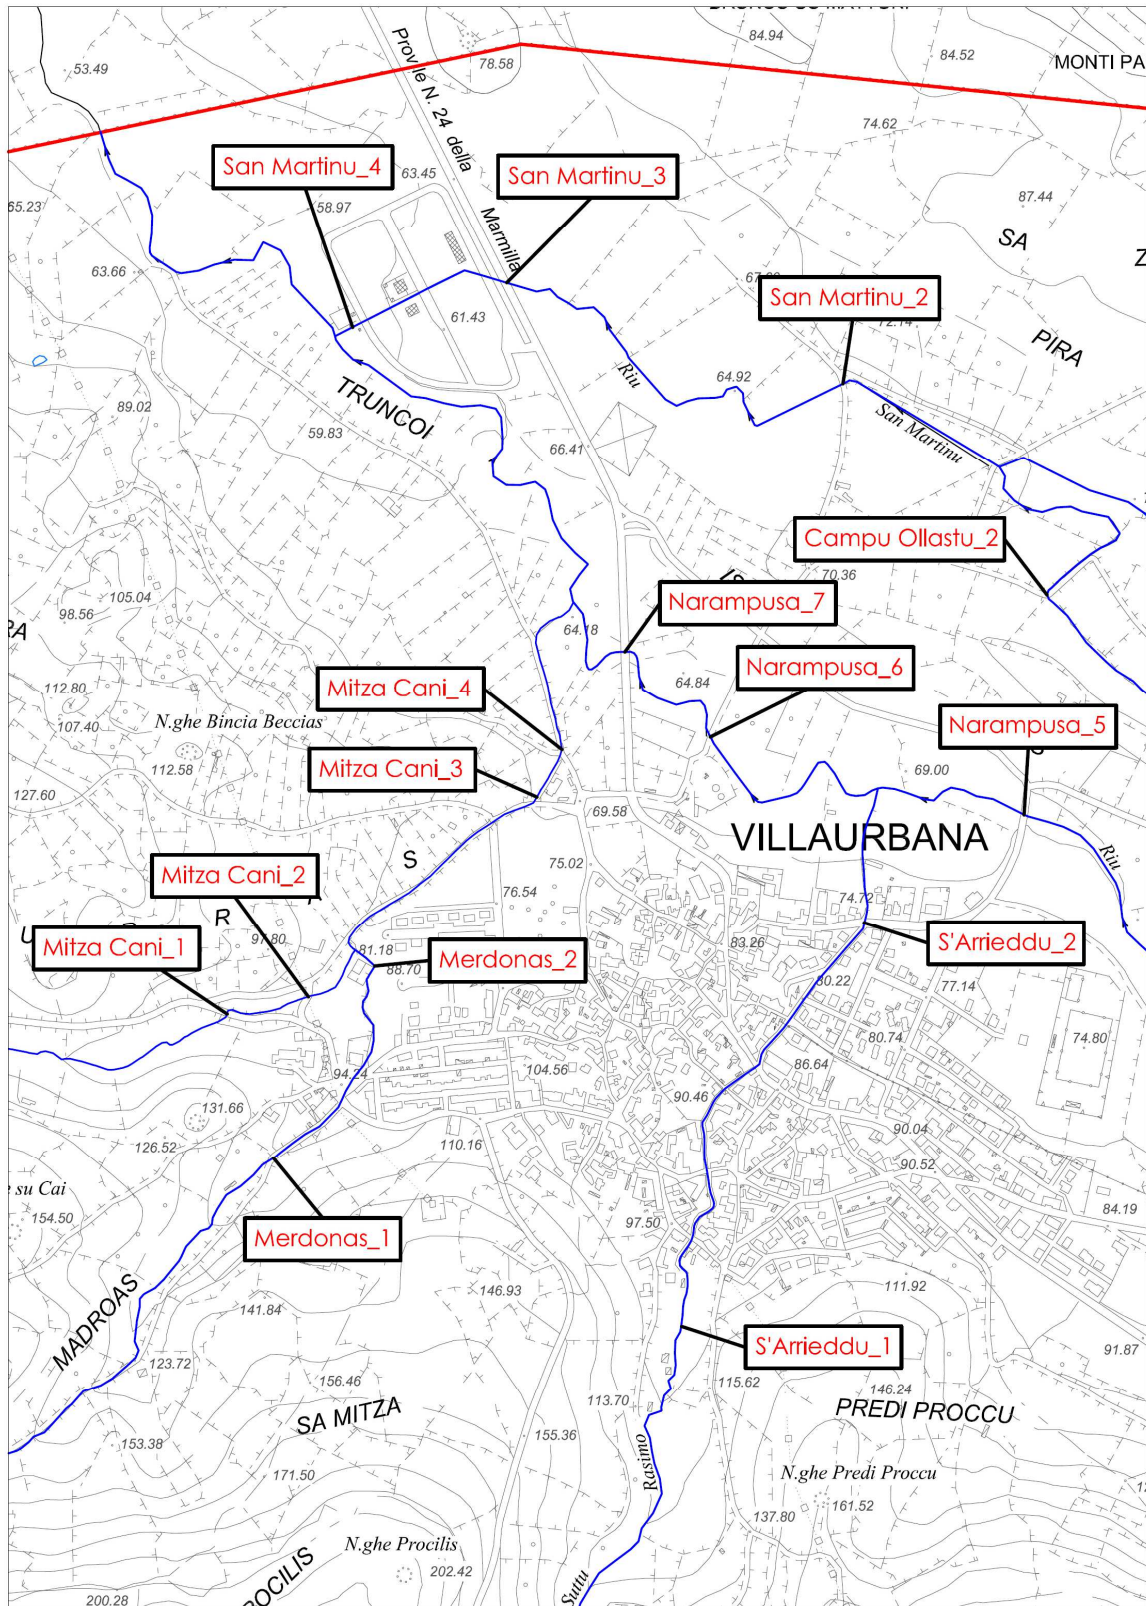 84.94
84.52
MONTI PA
53.49
78.58
Prov.le N. 24 della
Marmilla
74.62
San Martinu_4
63.45
San Martinu_3
65.23
58.97
87.44
SA
Z
63.66
San Martinu_2
61.43
PIRA
Riu
64.92
TRUNCOI
San Martinu
89.02
59.83
66.41
Campu Ollastu_2
70.36
105.04
98.56
RA
64.18
Narampusa_7
Narampusa_6
Mitza Cani_4
112.80
64.84
107.40
N.ghe Bincia Beccias
Narampusa_5
112.58
Mitza Cani_3
69.00
127.60
69.58
VILLAURBANA
Riu
S
75.02
Mitza Cani_2
76.54
74.72
R
U
97.80
Mitza Cani_1
81.18
83.26
S'Arrieddu_2
88.70
Merdonas_2
80.22
77.14
80.74
74.80
94.24
104.56
86.64
131.66
90.46
126.52
110.16
90.04
90.52
su Cai
154.50
97.50
84.19
Merdonas_1
146.93
111.92
MADROAS
141.84
S'Arrieddu_1
91.87
123.72
156.46
115.62
146.24
113.70
SA MITZA
PREDI PROCCU
153.38
155.36
Rasimo
171.50
N.ghe Predi Proccu
161.52
137.80
N.ghe Procilis
202.42
OCILIS
Suttu
200.28